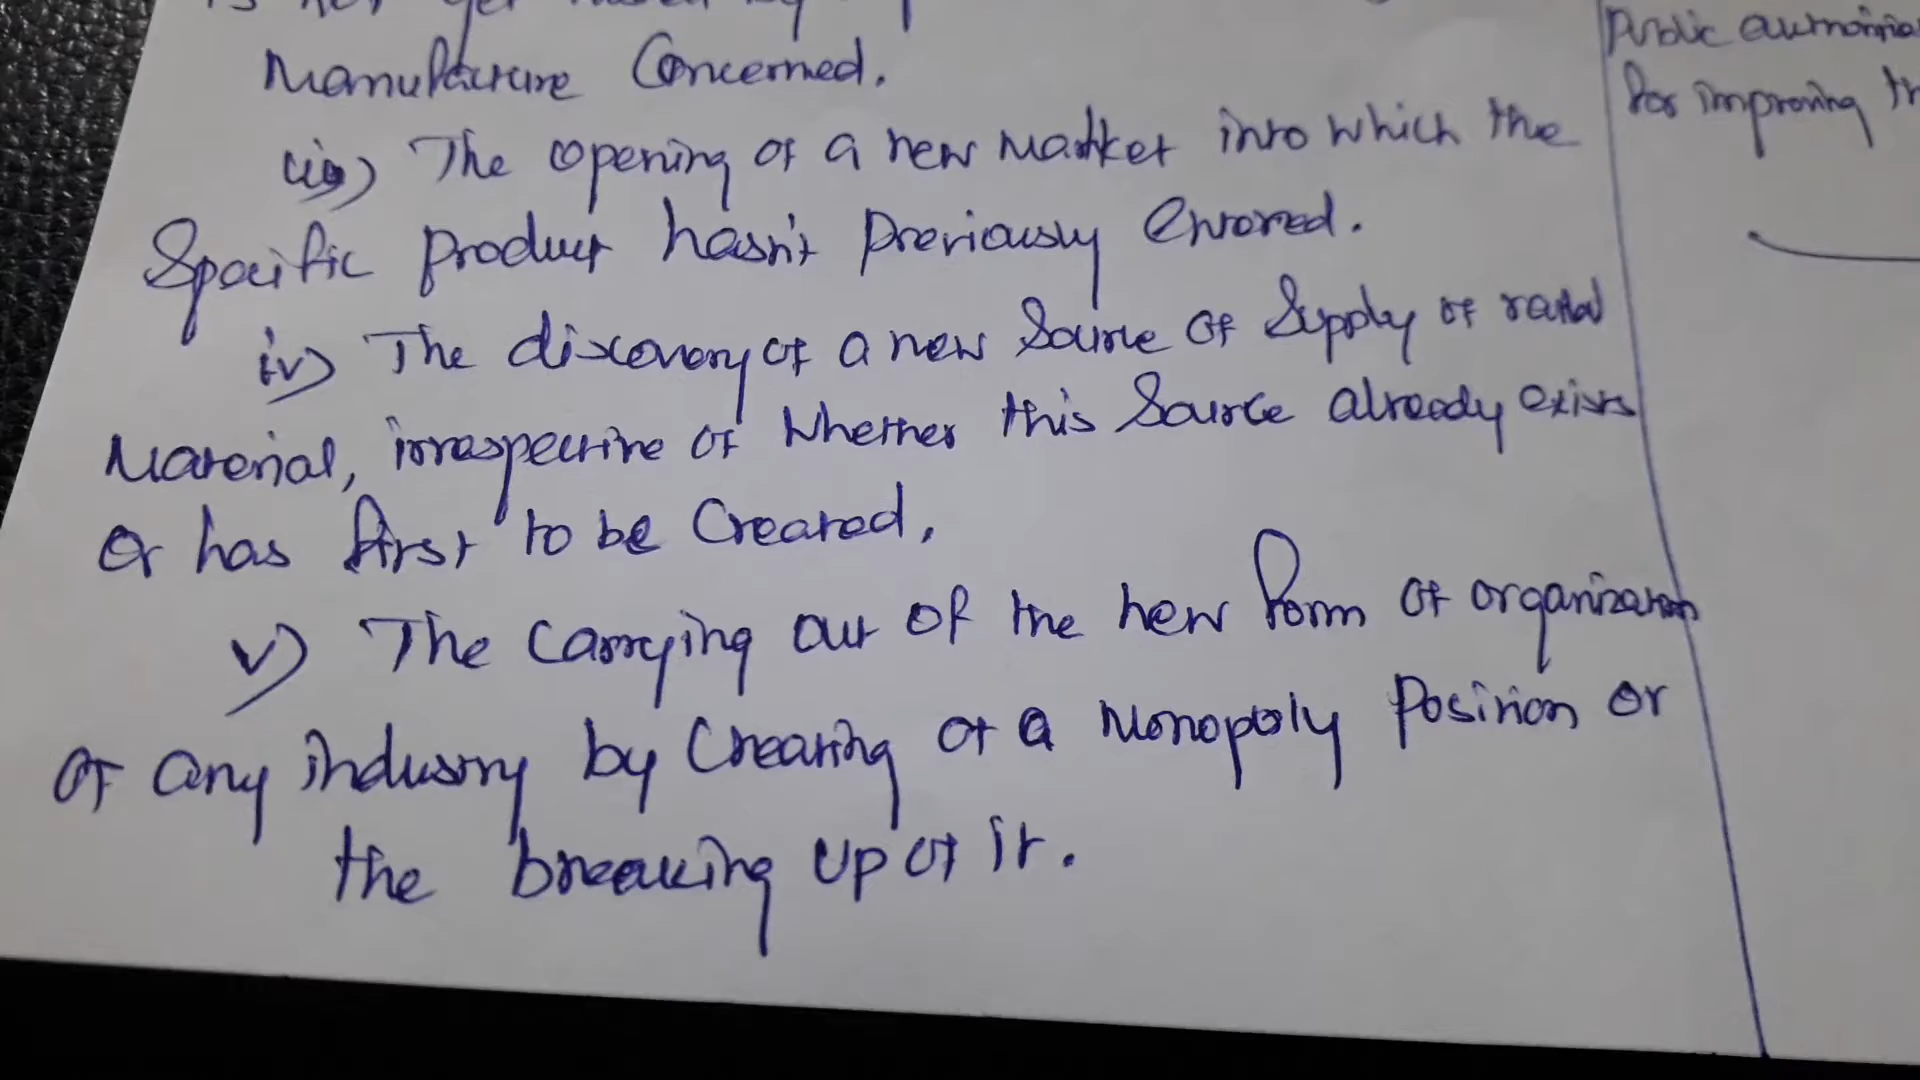 Manufacture Concerned.
iii) The opening of a new market into which the
Specific product hasn't previously entered.
iv) The discovery of a new Source of Supply of
Material, irrespective of whether this Source already exists
or has first to be Created.
v) The Carrying out of the new form of organization
of any industry by Creating of a Monopoly Position or
the breaking up of it.
Public
for improving